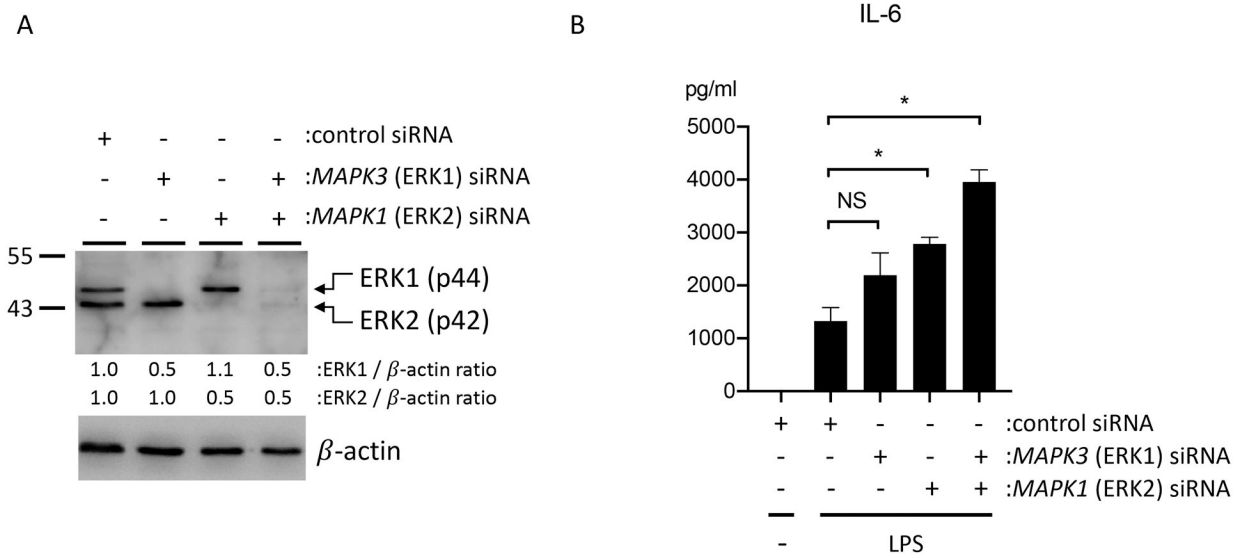 A
+ - - - :control siRNA
- + - + :MAPK3 (ERK1) siRNA
- - + + :MAPK1 (ERK2) siRNA
55
43
ERK1 (p44)
ERK2 (p42)
1.0 0.5 1.1 0.5 :ERK1 / β-actin ratio
1.0 1.0 0.5 0.5 :ERK2 / β-actin ratio
β-actin
B
IL-6
pg/ml
5000
4000
3000
2000
1000
0
*
*
NS
+ + - - - :control siRNA
- - + - + :MAPK3 (ERK1) siRNA
- - - + + :MAPK1 (ERK2) siRNA
- LPS